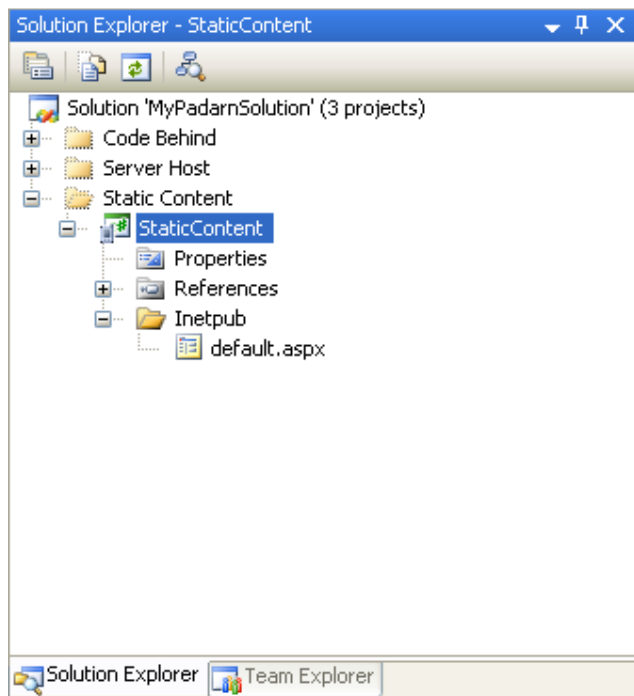 Solution Explorer - StaticContent
Solution 'MyPadarnSolution' (3 projects)
Code Behind
Server Host
Static Content
StaticContent
Properties
References
Inetpub
default.aspx
Solution Explorer Team Explorer